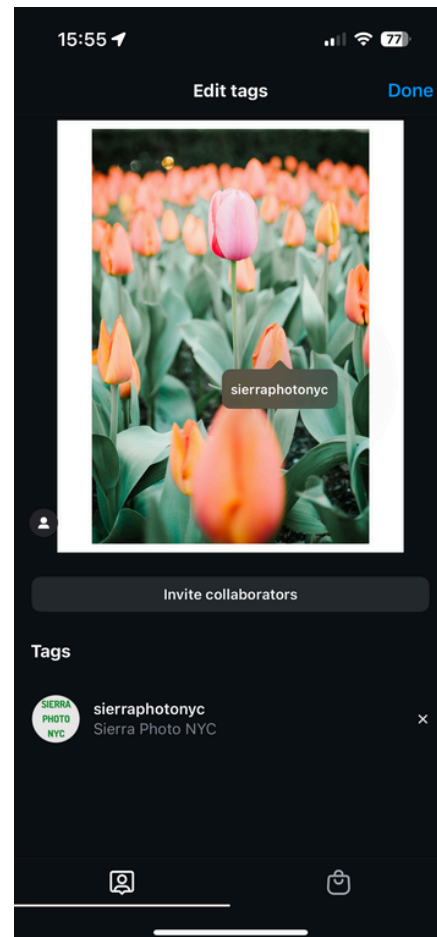 15:55
77
Edit tags
Done
sierraphotonyc
Invite collaborators
Tags
SIERRA
PHOTO
NYC
sierraphotonyc
Sierra Photo NYC